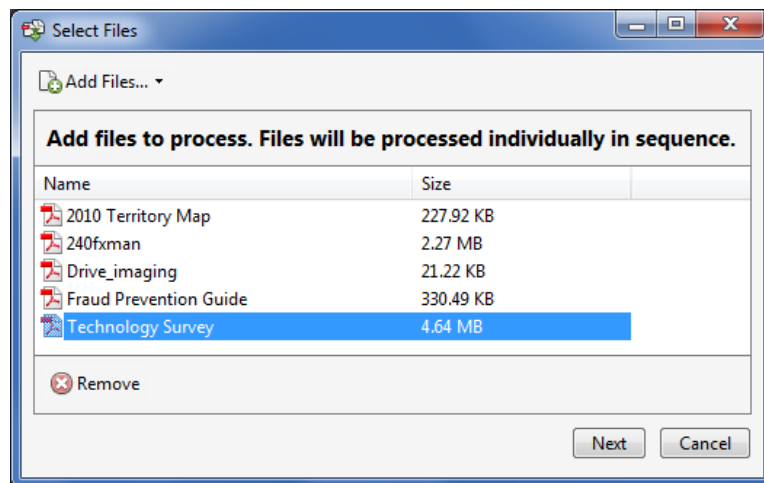 Select Files
Add Files...
Add files to process. Files will be processed individually in sequence.
Name Size
2010 Territory Map 227.92 KB
240fxman 2.27 MB
Drive_imaging 21.22 KB
Fraud Prevention Guide 330.49 KB
Technology Survey 4.64 MB
Remove
Next Cancel